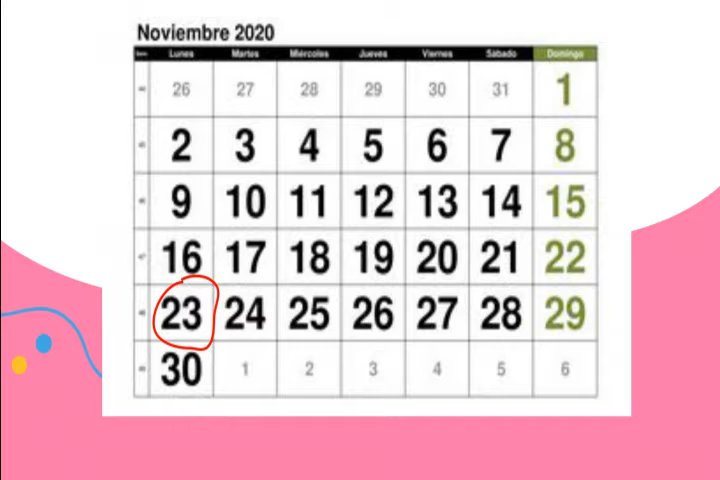 Noviembre 2020
Lunes Martes Miércoles Jueves Viernes Sábado Domingo
26 27 28 29 30 31 1
2 3 4 5 6 7 8
9 10 11 12 13 14 15
16 17 18 19 20 21 22
23 24 25 26 27 28 29
30 1 2 3 4 5 6